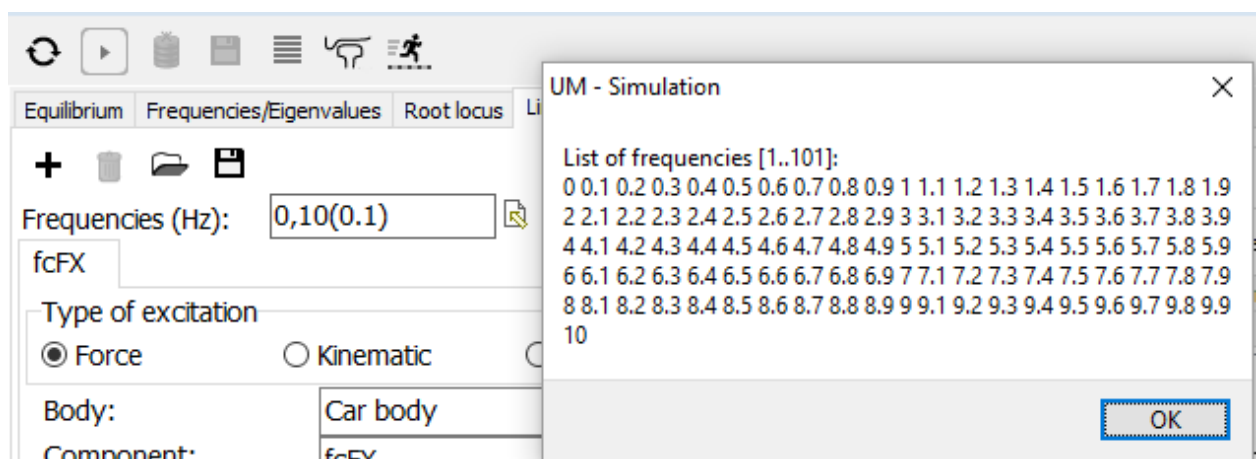 UM - Simulation
Equilibrium Frequencies/Eigenvalues Root locus Li
Frequencies (Hz): 0,10(0.1)
fcFX
Type of excitation
Force Kinematic
Body: Car body
Component: fcFX
List of frequencies [1..101]:
0 0.1 0.2 0.3 0.4 0.5 0.6 0.7 0.8 0.9 1 1.1 1.2 1.3 1.4 1.5 1.6 1.7 1.8 1.9
2 2.1 2.2 2.3 2.4 2.5 2.6 2.7 2.8 2.9 3 3.1 3.2 3.3 3.4 3.5 3.6 3.7 3.8 3.9
4 4.1 4.2 4.3 4.4 4.5 4.6 4.7 4.8 4.9 5 5.1 5.2 5.3 5.4 5.5 5.6 5.7 5.8 5.9
6 6.1 6.2 6.3 6.4 6.5 6.6 6.7 6.8 6.9 7 7.1 7.2 7.3 7.4 7.5 7.6 7.7 7.8 7.9
8 8.1 8.2 8.3 8.4 8.5 8.6 8.7 8.8 8.9 9 9.1 9.2 9.3 9.4 9.5 9.6 9.7 9.8 9.9
10
OK